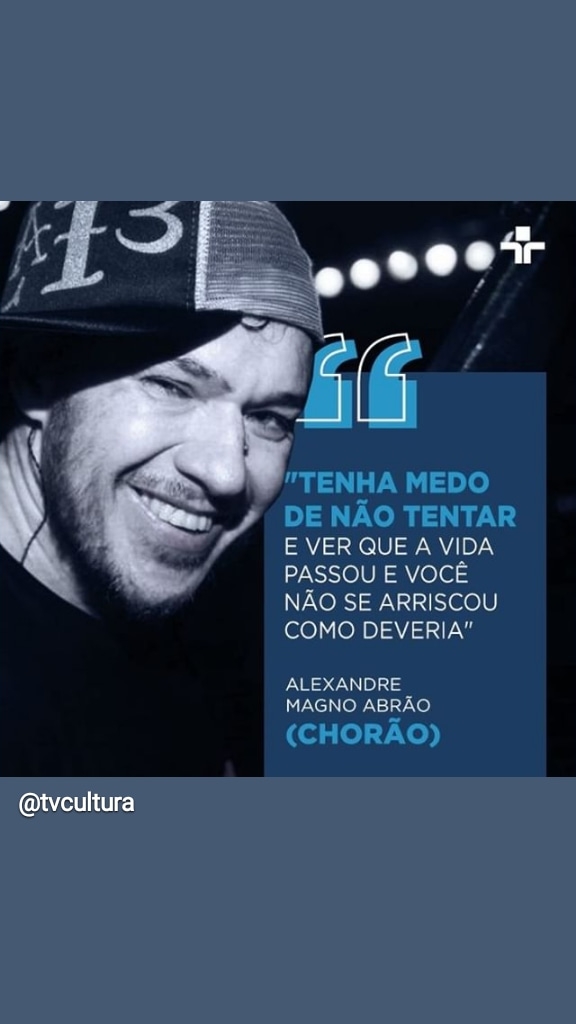 "TENHA MEDO
DE NÃO TENTAR
E VER QUE A VIDA
PASSOU E VOCÊ
NÃO SE ARRISCOU
COMO DEVERIA"
ALEXANDRE
MAGNO ABRÃO
(CHORÃO)
@tvcultura